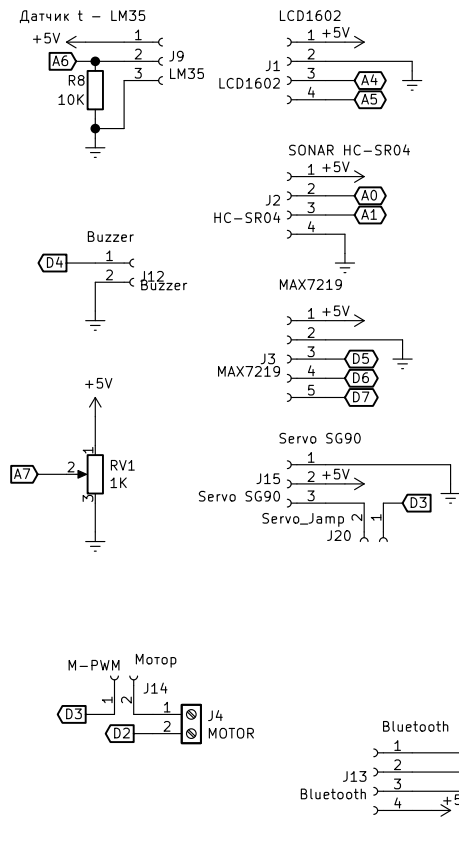 Датчик t – LM35
+5V
1
A6
2
J9
3
LM35
R8
10K
LCD1602
1 +5V
2
J1
3
A4
LCD1602
4
A5
SONAR HC-SR04
1 +5V
2
A0
J2
3
A1
HC-SR04
4
Buzzer
D4
1
2
J12
Buzzer
MAX7219
1 +5V
2
J3
3
D5
MAX7219
4
D6
5
D7
+5V
1
A7
2
RV1
1K
3
Servo SG90
1
J15
2 +5V
Servo SG90
3
D3
Servo_Jamp
2
1
J20
M-PWM
Мотор
1
2
J14
D3
1
J4
D2
2
MOTOR
Bluetooth
1
2
J13
3
Bluetooth
4
+5